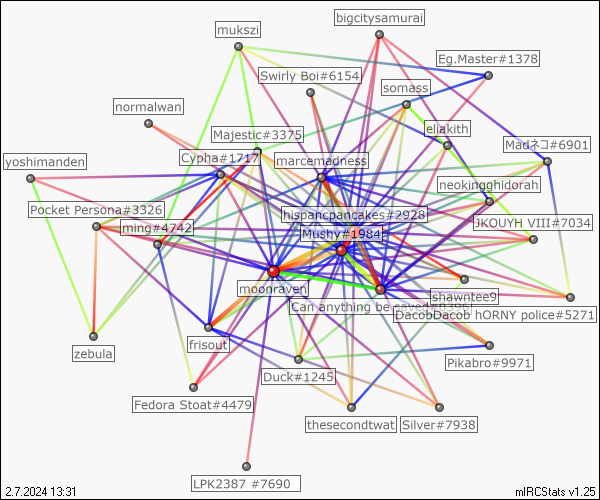 bigcitysamurai
mukszi
Eg.Master#1378
Swirly Boi#6154
somass
normalwan
eliakith
Majestic#3375
Madネコ#6901
yoshimanden
Cypha#1717
marcemadness
neokingghidorah
Pocket Persona#3326
hispancpancakes#2928
JKOUYH VIII#7034
ming#4742
Mushy#1984
moonraven
shawntee9
Can anything be saved
DacobDacob hORNY police#5271
frisout
zebula
Pikabro#9971
Duck#1245
Fedora Stoat#4479
thesecondtwat
Silver#7938
LPK2387 #7690
2.7.2024 13:31
mIRCStats v1.25